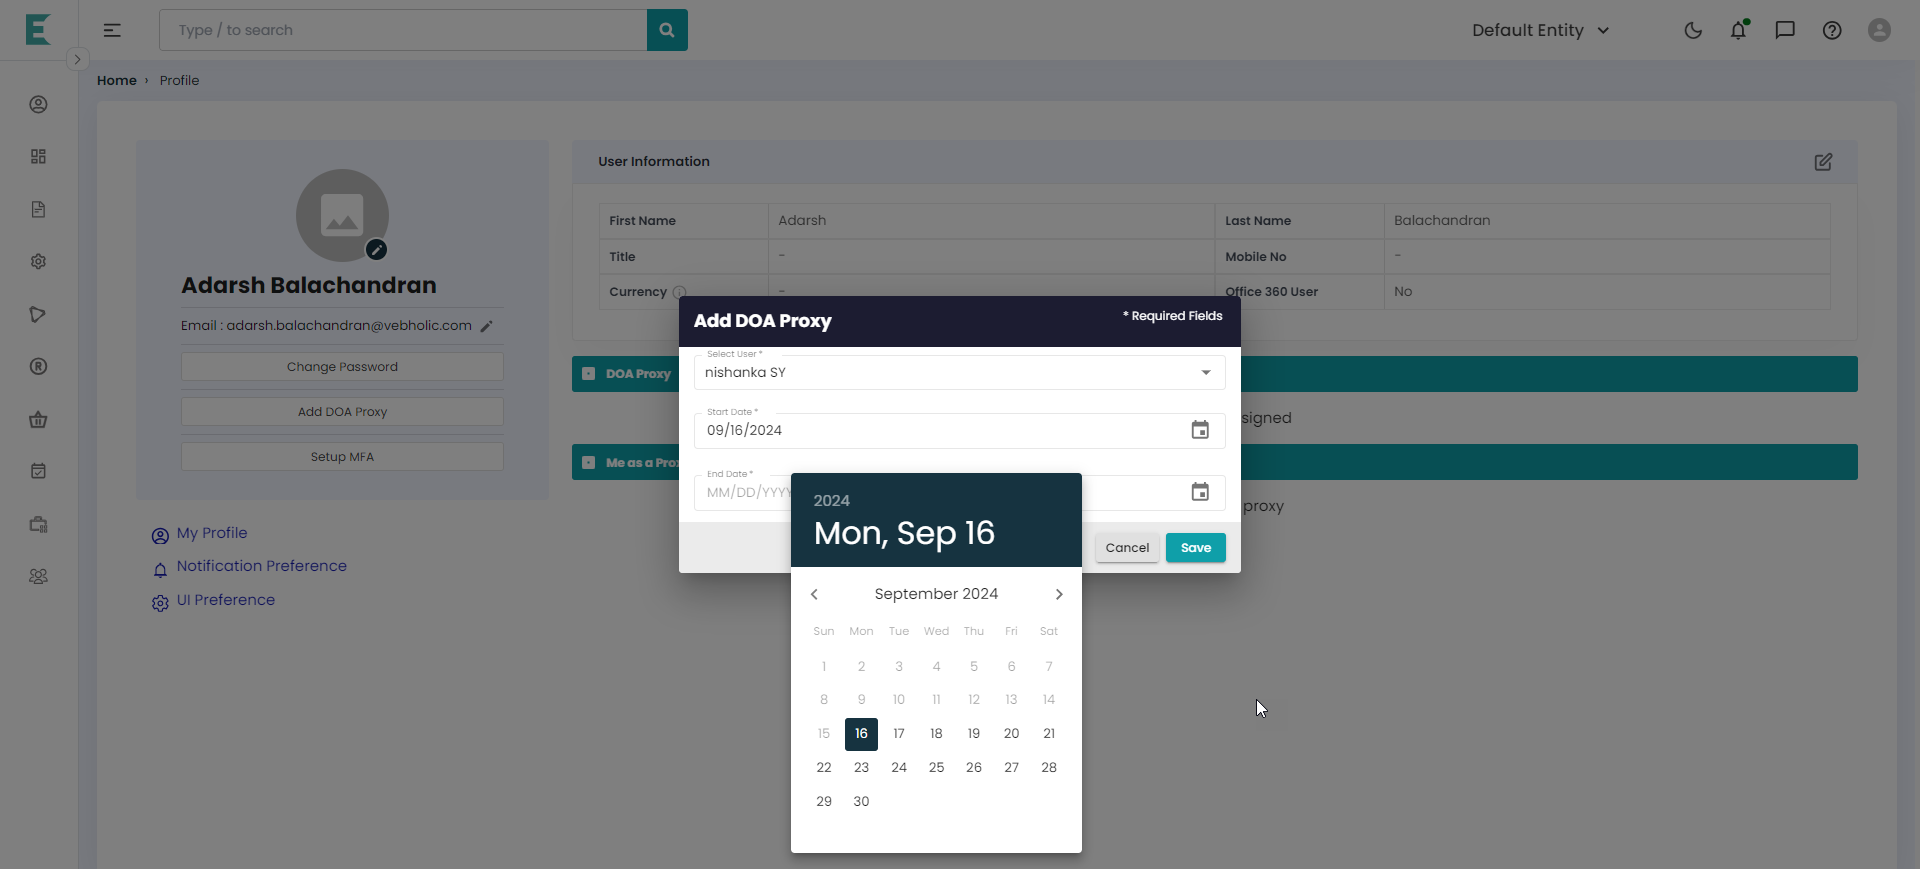 Type / to search
Default Entity
Home › Profile
Adarsh Balachandran
Email : adarsh.balachandran@vebholic.com
Change Password
Add DOA Proxy
Setup MFA
My Profile
Notification Preference
UI Preference
User Information
First Name Adarsh Last Name Balachandran
Title - Mobile No -
Currency - Office 360 User No
DOA Proxy
signed
Me as a Pro
proxy
Add DOA Proxy
* Required Fields
Select User *
nishanka SY
Start Date *
09/16/2024
End Date *
MM/DD/YYYY
Cancel
Save
2024
Mon, Sep 16
September 2024
Sun Mon Tue Wed Thu Fri Sat
1 2 3 4 5 6 7
8 9 10 11 12 13 14
15 16 17 18 19 20 21
22 23 24 25 26 27 28
29 30